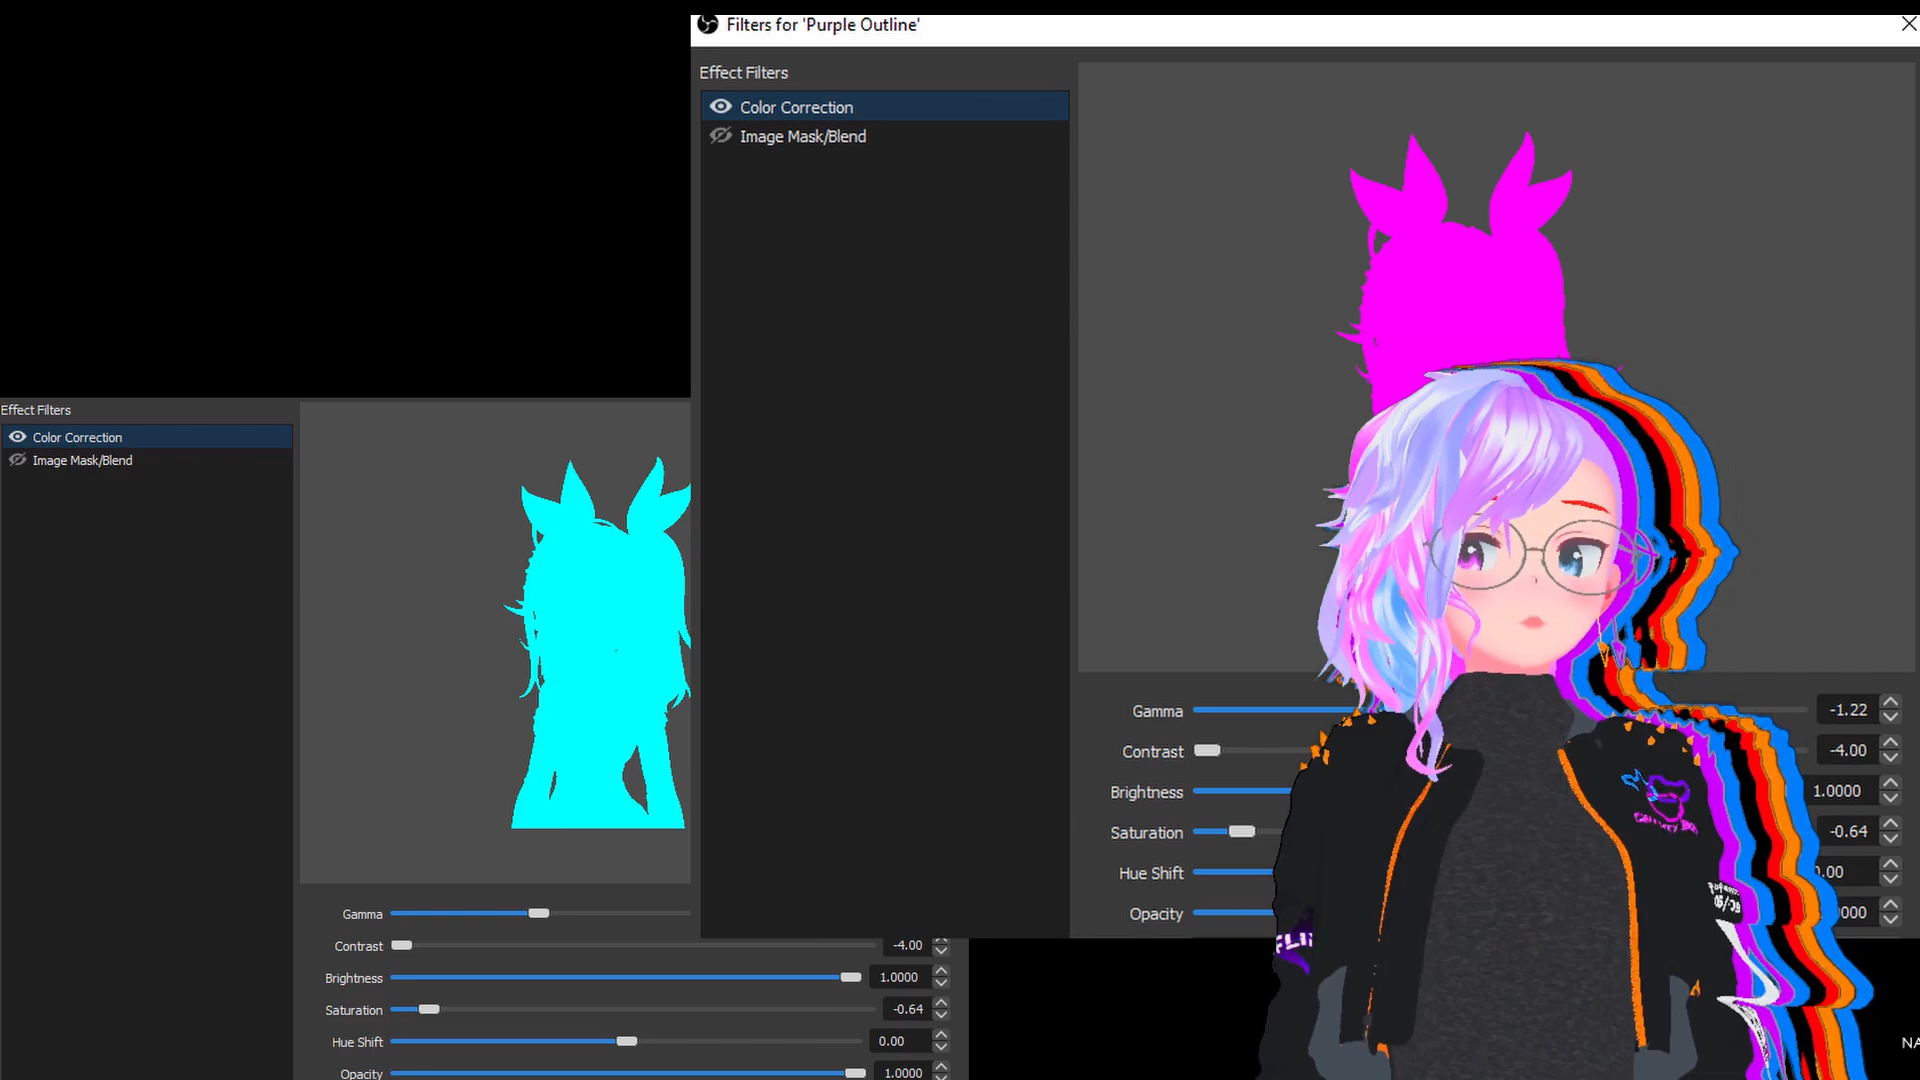 Filters for 'Purple Outline'
Effect Filters
Color Correction
Image Mask/Blend
Gamma -1.22
Contrast -4.00
Brightness 1.0000
Saturation -0.64
Hue Shift
Opacity
Effect Filters
Color Correction
Image Mask/Blend
Gamma
Contrast -4.00
Brightness 1.0000
Saturation -0.64
Hue Shift 0.00
Opacity 1.0000